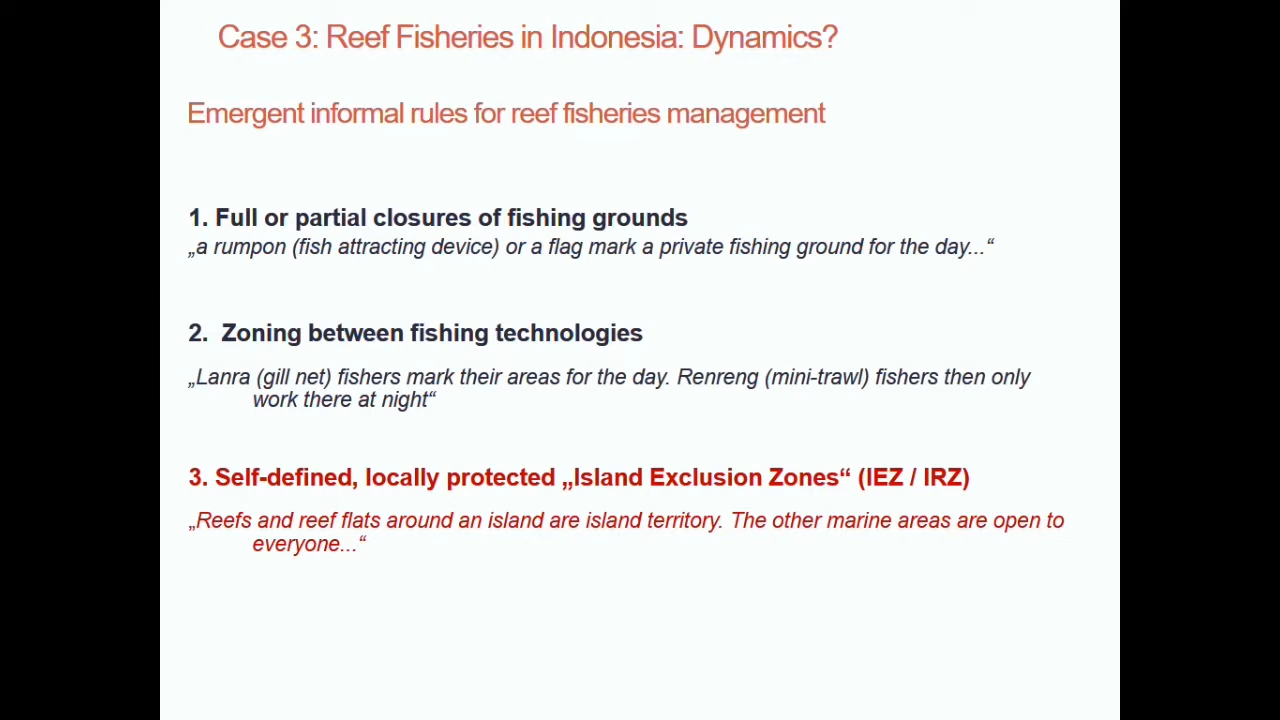 Case 3: Reef Fisheries in Indonesia: Dynamics?
Emergent informal rules for reef fisheries management
1. Full or partial closures of fishing grounds
„a rumpon (fish attracting device) or a flag mark a private fishing ground for the day...“
2. Zoning between fishing technologies
„Lanra (gill net) fishers mark their areas for the day. Renreng (mini-trawl) fishers then only
work there at night“
3. Self-defined, locally protected „Island Exclusion Zones“ (IEZ / IRZ)
„Reefs and reef flats around an island are island territory. The other marine areas are open to
everyone...“